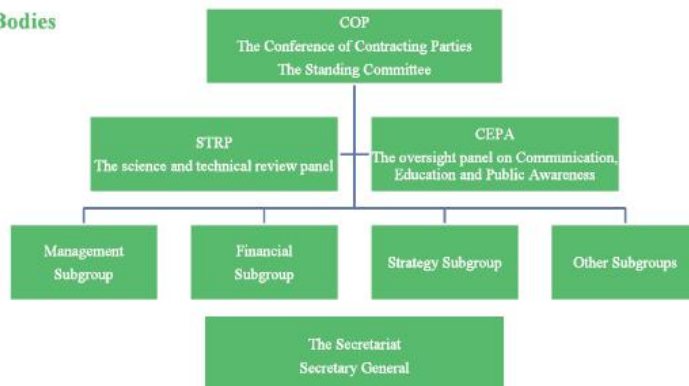 Bodies
COP
The Conference of Contracting Parties
The Standing Committee
STRP
The science and technical review panel
CEPA
The oversight panel on Communication,
Education and Public Awareness
Management
Subgroup
Financial
Subgroup
Strategy Subgroup
Other Subgroups
The Secretariat
Secretary General